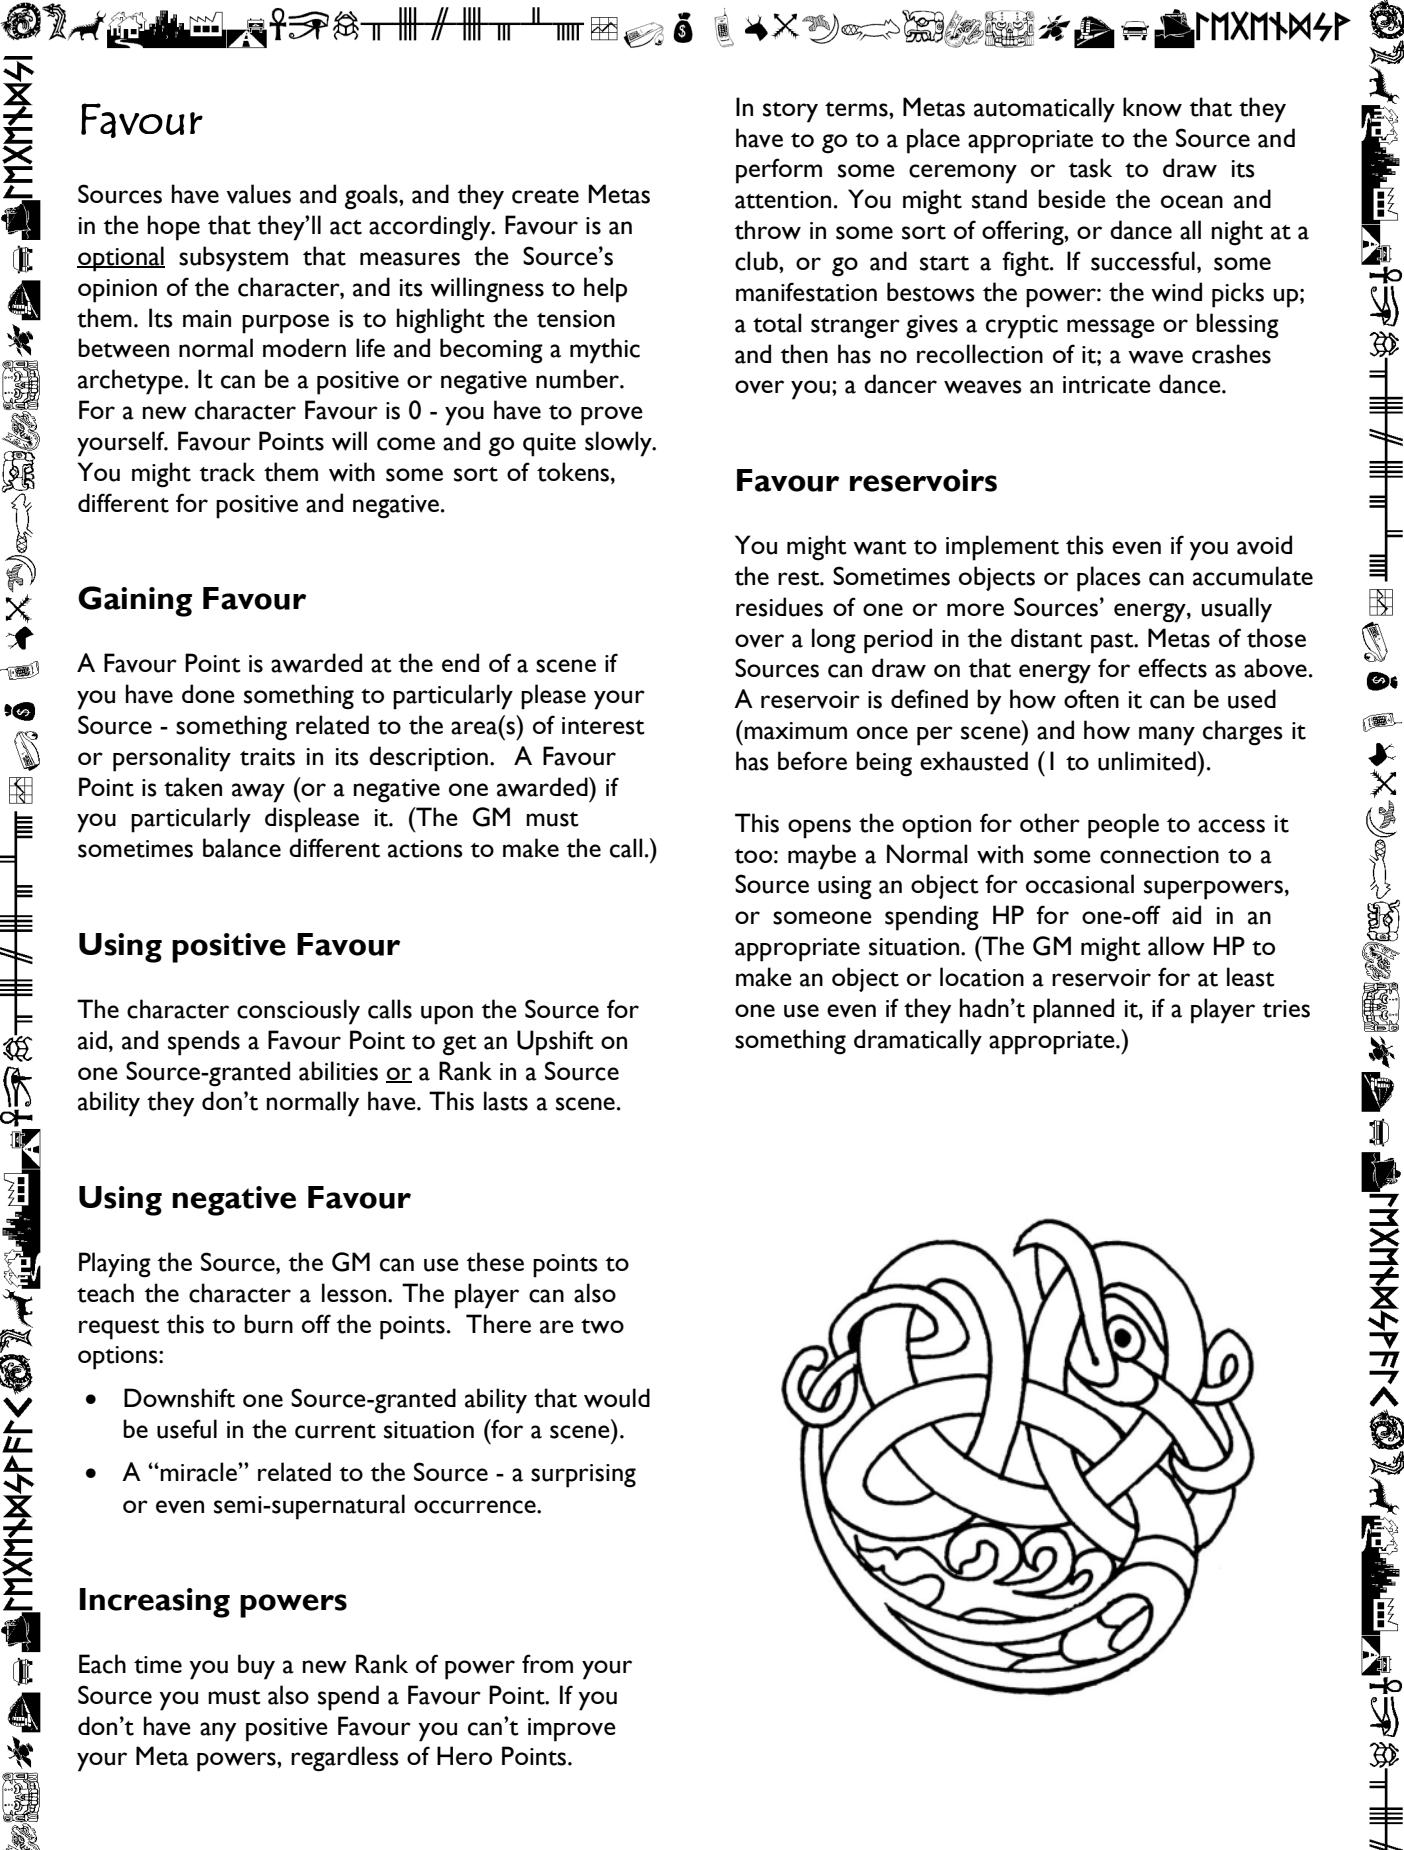 Favour
Sources have values and goals, and they create Metas
in the hope that they’ll act accordingly. Favour is an
optional subsystem that measures the Source’s
opinion of the character, and its willingness to help
them. Its main purpose is to highlight the tension
between normal modern life and becoming a mythic
archetype. It can be a positive or negative number.
For a new character Favour is 0 - you have to prove
yourself. Favour Points will come and go quite slowly.
You might track them with some sort of tokens,
different for positive and negative.
Gaining Favour
A Favour Point is awarded at the end of a scene if
you have done something to particularly please your
Source - something related to the area(s) of interest
or personality traits in its description. A Favour
Point is taken away (or a negative one awarded) if
you particularly displease it. (The GM must
sometimes balance different actions to make the call.)
Using positive Favour
The character consciously calls upon the Source for
aid, and spends a Favour Point to get an Upshift on
one Source-granted abilities or a Rank in a Source
ability they don’t normally have. This lasts a scene.
Using negative Favour
Playing the Source, the GM can use these points to
teach the character a lesson. The player can also
request this to burn off the points. There are two
options:
• Downshift one Source-granted ability that would
be useful in the current situation (for a scene).
• A “miracle” related to the Source - a surprising
or even semi-supernatural occurrence.
Increasing powers
Each time you buy a new Rank of power from your
Source you must also spend a Favour Point. If you
don’t have any positive Favour you can’t improve
your Meta powers, regardless of Hero Points.
In story terms, Metas automatically know that they
have to go to a place appropriate to the Source and
perform some ceremony or task to draw its
attention. You might stand beside the ocean and
throw in some sort of offering, or dance all night at a
club, or go and start a fight. If successful, some
manifestation bestows the power: the wind picks up;
a total stranger gives a cryptic message or blessing
and then has no recollection of it; a wave crashes
over you; a dancer weaves an intricate dance.
Favour reservoirs
You might want to implement this even if you avoid
the rest. Sometimes objects or places can accumulate
residues of one or more Sources’ energy, usually
over a long period in the distant past. Metas of those
Sources can draw on that energy for effects as above.
A reservoir is defined by how often it can be used
(maximum once per scene) and how many charges it
has before being exhausted (1 to unlimited).
This opens the option for other people to access it
too: maybe a Normal with some connection to a
Source using an object for occasional superpowers,
or someone spending HP for one-off aid in an
appropriate situation. (The GM might allow HP to
make an object or location a reservoir for at least
one use even if they hadn’t planned it, if a player tries
something dramatically appropriate.)